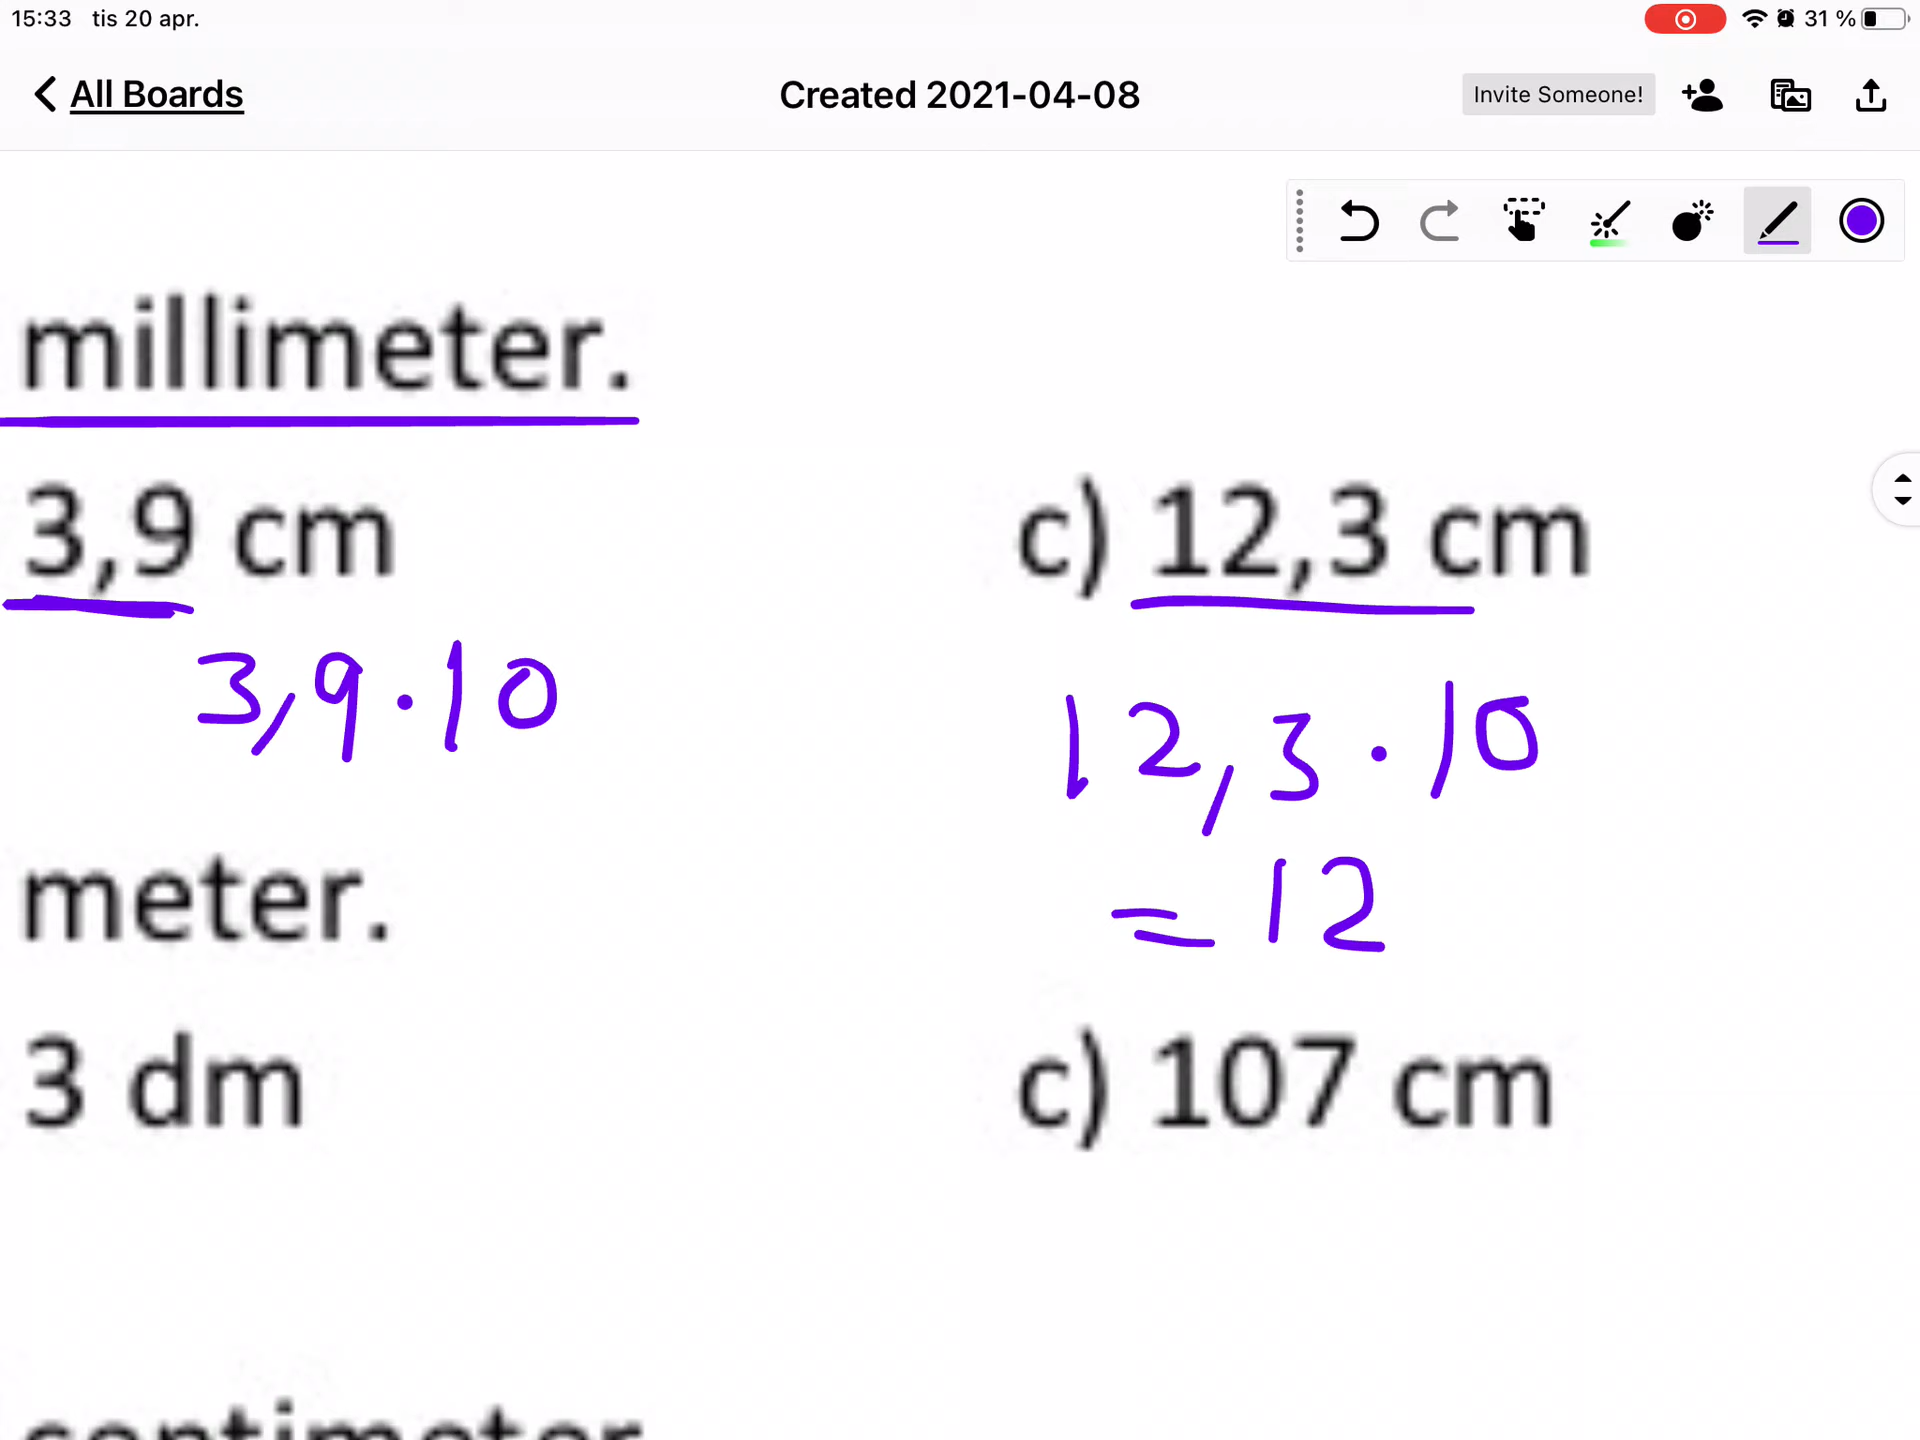 15:33 tis 20 apr. 31 %
All Boards
Created 2021-04-08
Invite Someone!
millimeter.
3,9 cm
c) 12,3 cm
3,9·10
12,3·10
= 12
meter.
3 dm
c) 107 cm
centimeter